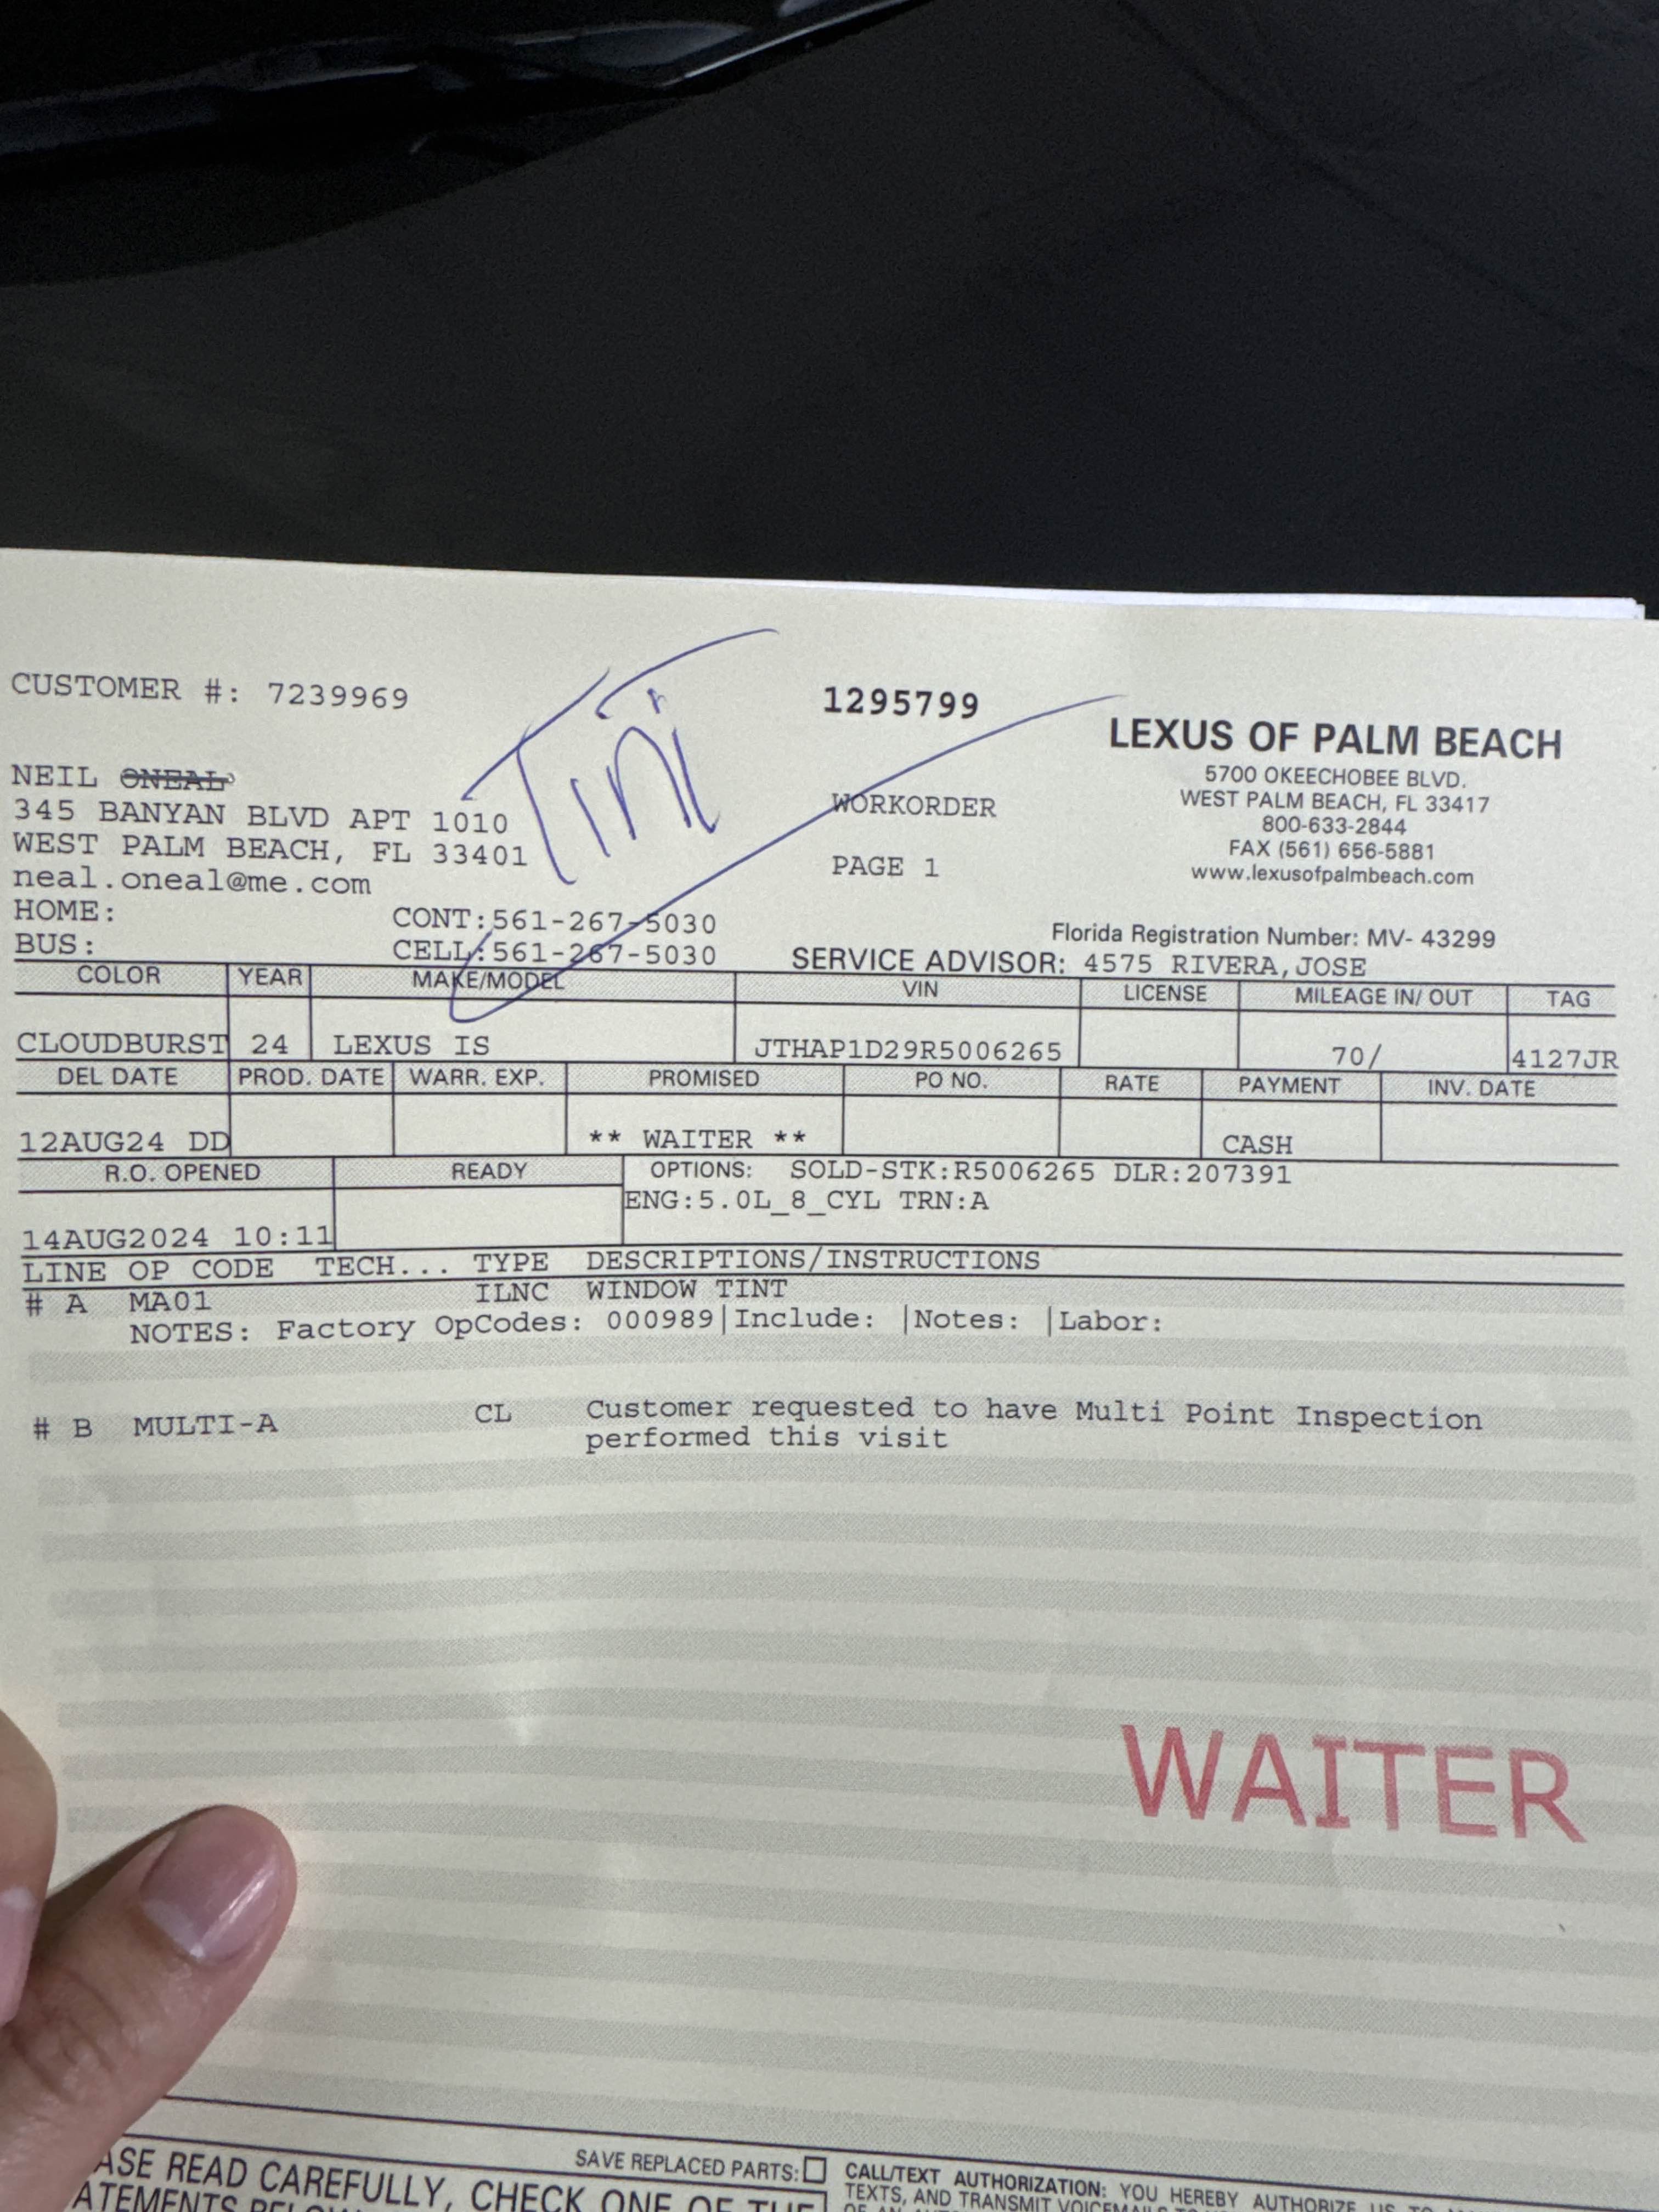 CUSTOMER #: 7239969
1295799
Tint
LEXUS OF PALM BEACH
5700 OKEECHOBEE BLVD.
WEST PALM BEACH, FL 33417
800-633-2844
FAX (561) 656-5881
www.lexusofpalmbeach.com
NEIL ONEAL
345 BANYAN BLVD APT 1010
WEST PALM BEACH, FL 33401
neal.oneal@me.com
WORKORDER
PAGE 1
HOME: CONT:561-267-5030
BUS: CELL:561-267-5030
Florida Registration Number: MV- 43299
SERVICE ADVISOR: 4575 RIVERA,JOSE
COLOR YEAR MAKE/MODEL VIN LICENSE MILEAGE IN/ OUT TAG
CLOUDBURST 24 LEXUS IS JTHAP1D29R5006265 70/ 4127JR
DEL DATE PROD. DATE WARR. EXP. PROMISED PO NO. RATE PAYMENT INV. DATE
12AUG24 DD ** WAITER ** CASH
R.O. OPENED READY OPTIONS: SOLD-STK:R5006265 DLR:207391
ENG:5.0L_8_CYL TRN:A
14AUG2024 10:11
LINE OP CODE TECH... TYPE DESCRIPTIONS/INSTRUCTIONS
# A MA01 ILNC WINDOW TINT
NOTES: Factory OpCodes: 000989|Include: |Notes: |Labor:
# B MULTI-A CL Customer requested to have Multi Point Inspection
performed this visit
WAITER
SAVE REPLACED PARTS:
READ CAREFULLY, CHECK ONE OF THE
CALL/TEXT AUTHORIZATION: YOU HEREBY AUTHORIZE US TO
TEXTS, AND TRANSMIT